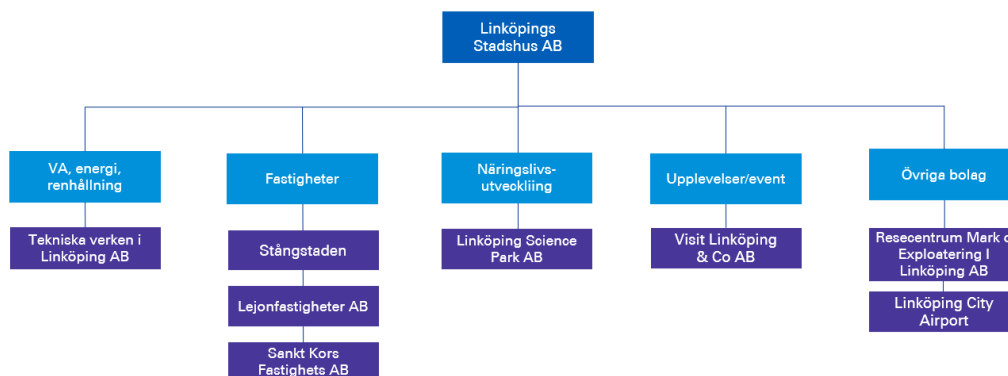 Linköpings
Stadshus AB
VA, energi,
renhållning
Fastigheter
Näringslivs-
utveckliing
Upplevelser/event
Övriga bolag
Tekniska verken i
Linköping AB
Stångstaden
Lejonfastigheter AB
Sankt Kors
Fastighets AB
Linköping Science
Park AB
Visit Linköping
& Co AB
Resecentrum Mark
Exploatering I
Linköping AB
Linköping City
Airport